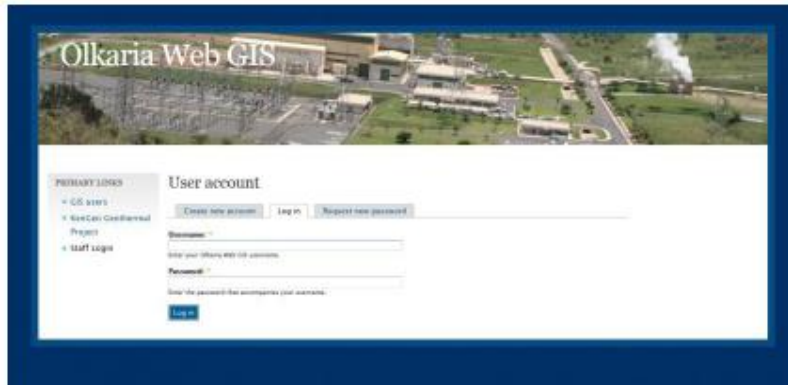 Olkaria Web GIS
PRIMARY LINKS
GIS users
KenGen Geothermal
Project
Staff Login
User account
Create new account
Log in
Request new password
Username: *
Enter your Olkaria Web GIS username.
Password: *
Enter the password that accompanies your username.
Log in